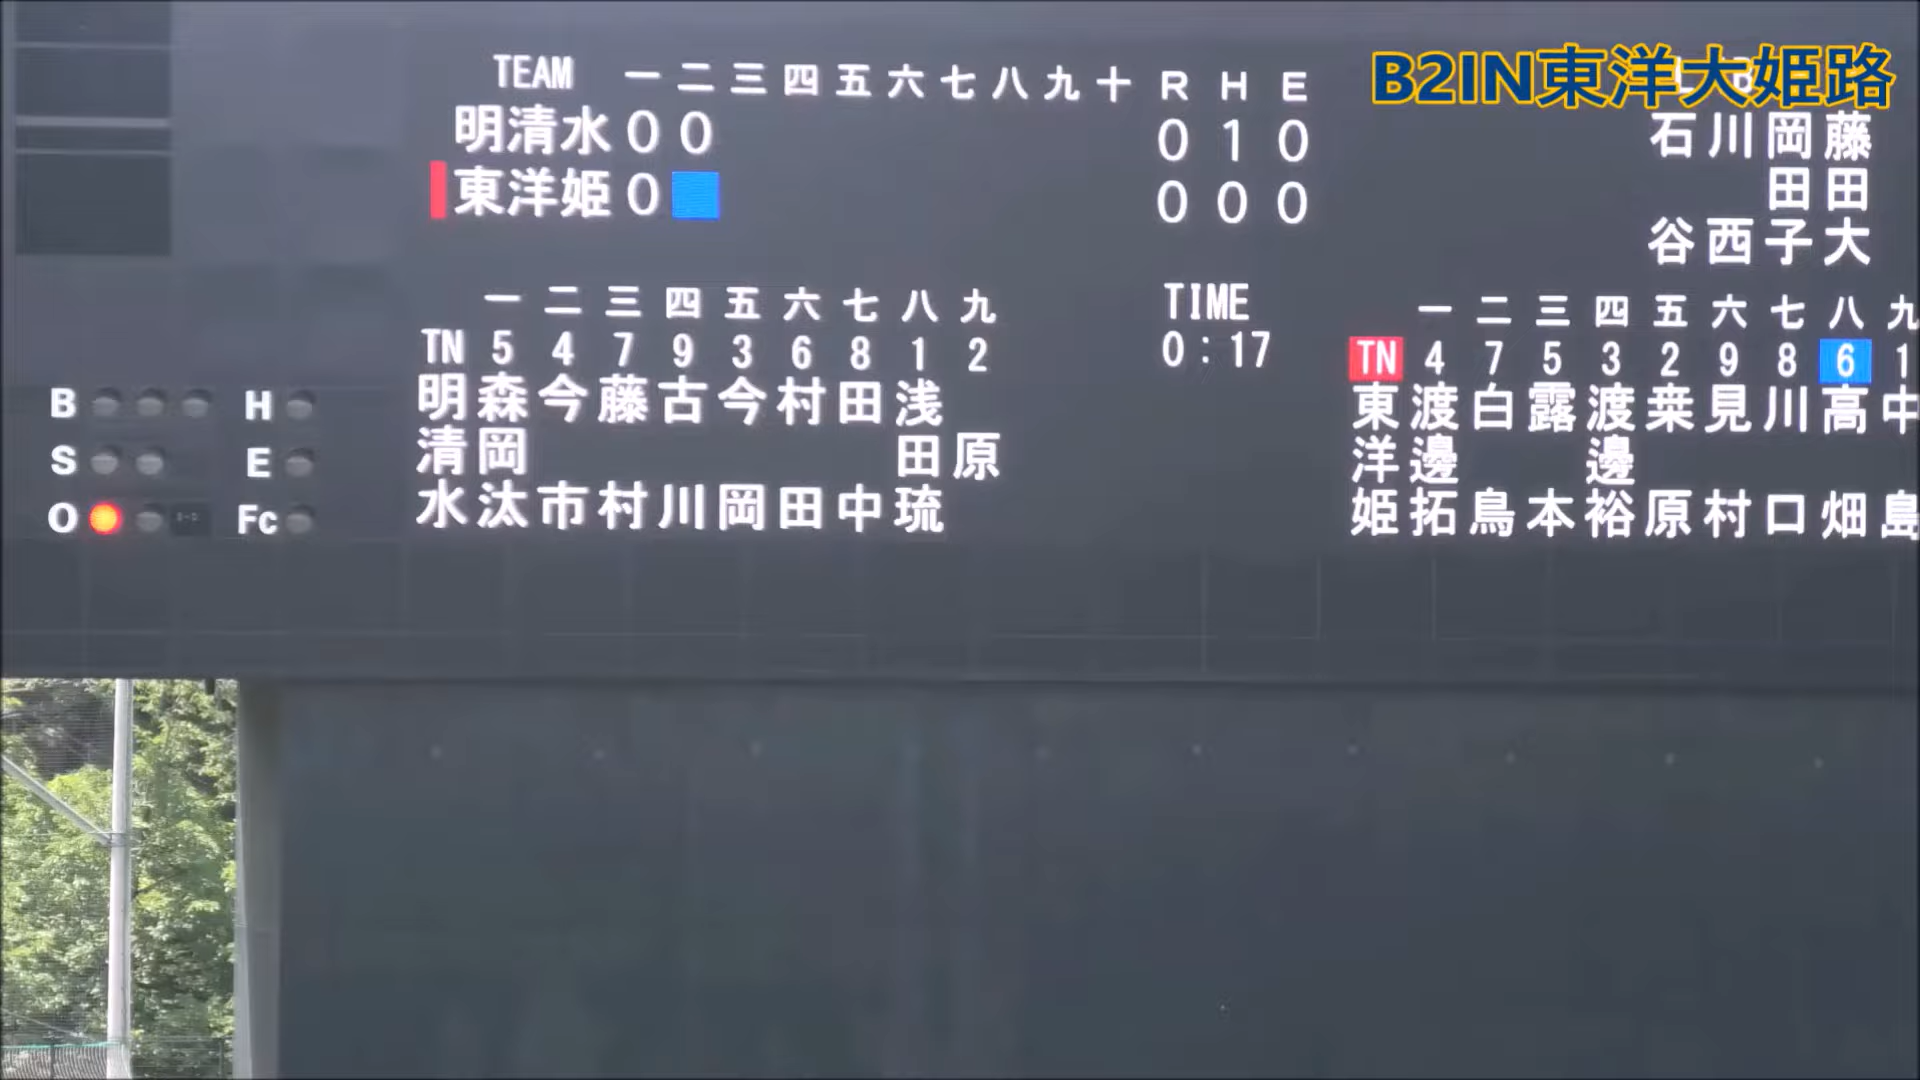 B2IN東洋大姫路
TEAM 一 二 三 四 五 六 七 八 九 十 R H E
明清水 0 0 0 1 0
東洋姫 0 0 0 0
石 川 岡 藤
田 田
谷 西 子 大
TIME
0:17
一 二 三 四 五 六 七 八 九
TN 5 4 7 9 3 6 8 1 2
明 森 今 藤 古 今 村 田 浅
清 岡 田 原
水 汰 市 村 川 岡 田 中 琉
一 二 三 四 五 六 七 八 九
TN 4 7 5 3 2 9 8 6 1
東 渡 白 露 渡 桒 見 川 高 中
洋 邊 邊
姫 拓 鳥 本 裕 原 村 口 畑 島
B H
S E
O Fc